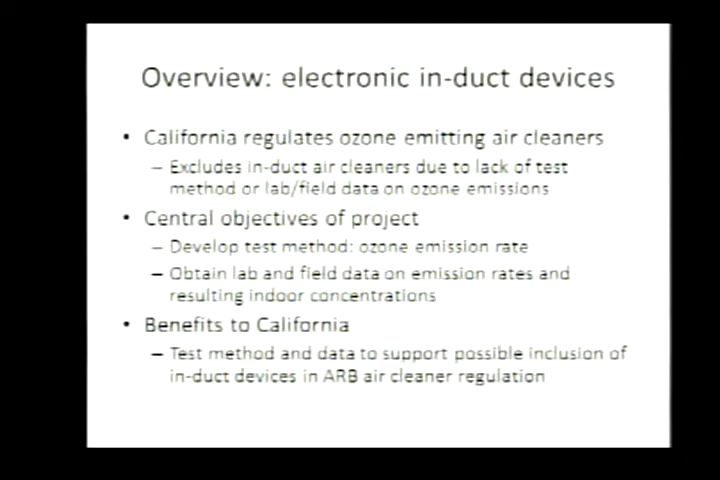 Overview: electronic in-duct devices
• California regulates ozone emitting air cleaners
– Excludes in-duct air cleaners due to lack of test
method or lab/field data on ozone emissions
• Central objectives of project
– Develop test method: ozone emission rate
– Obtain lab and field data on emission rates and
resulting indoor concentrations
• Benefits to California
– Test method and data to support possible inclusion of
in-duct devices in ARB air cleaner regulation